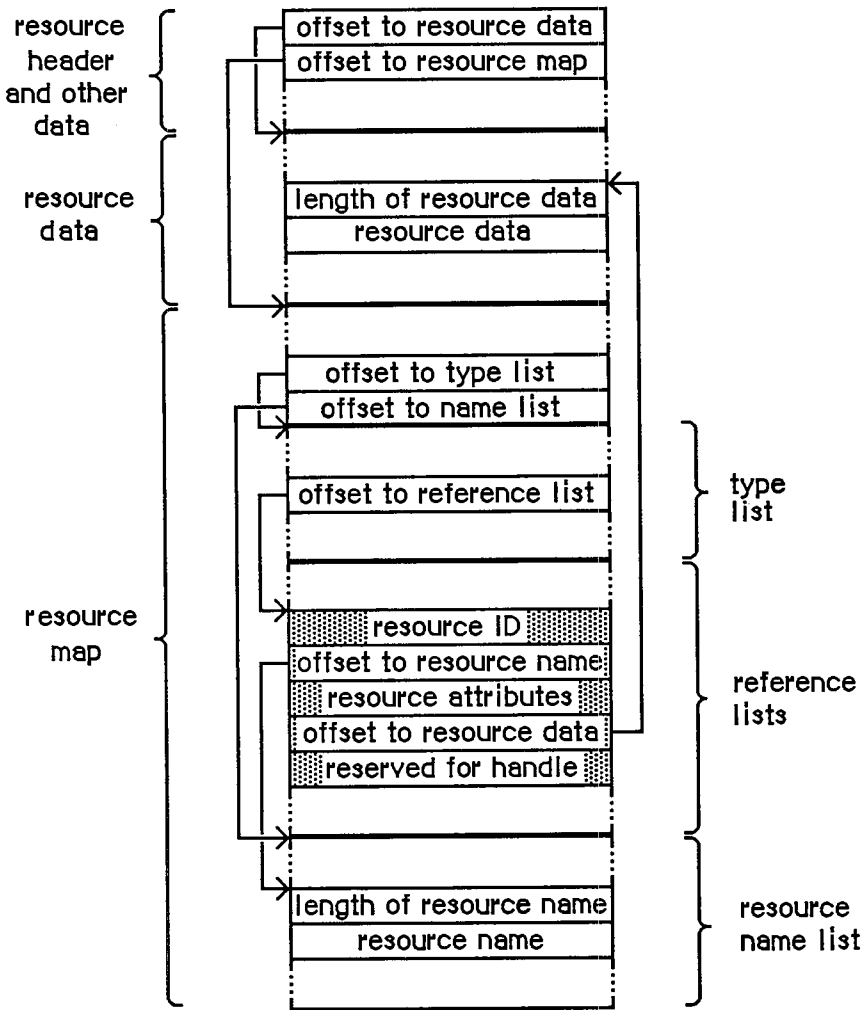 resource
header
and other
data
offset to resource data
offset to resource map
resource
data
length of resource data
resource data
resource
map
offset to type list
offset to name list
offset to reference list
type
list
resource ID
offset to resource name
resource attributes
offset to resource data
reserved for handle
reference
lists
length of resource name
resource name
resource
name list